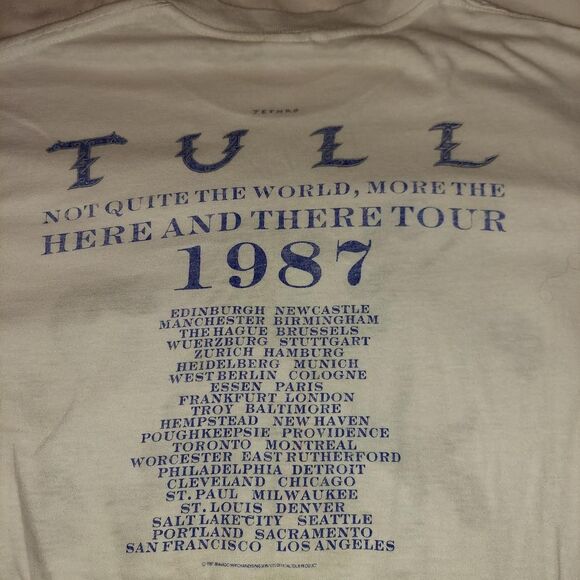 JETHRO
TULL
NOT QUITE THE WORLD, MORE THE
HERE AND THERE TOUR
1987
EDINBURGH NEWCASTLE
MANCHESTER BIRMINGHAM
THE HAGUE BRUSSELS
WUERZBURG STUTTGART
ZURICH HAMBURG
HEIDELBERG MUNICH
WEST BERLIN COLOGNE
ESSEN PARIS
FRANKFURT LONDON
TROY BALTIMORE
HEMPSTEAD NEW HAVEN
POUGHKEEPSIE PROVIDENCE
TORONTO MONTREAL
WORCESTER EAST RUTHERFORD
PHILADELPHIA DETROIT
CLEVELAND CHICAGO
ST. PAUL MILWAUKEE
ST. LOUIS DENVER
SALT LAKE CITY SEATTLE
PORTLAND SACRAMENTO
SAN FRANCISCO LOS ANGELES